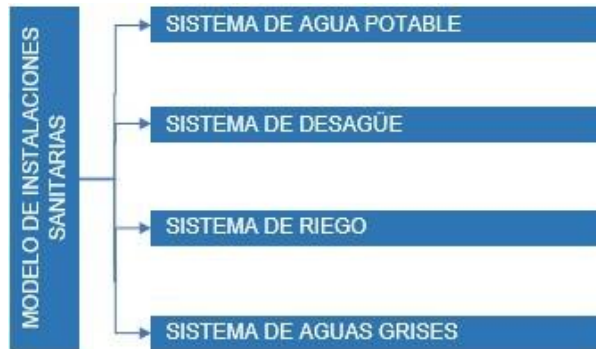 MODELO DE INSTALACIONES
SANITARIAS
SISTEMA DE AGUA POTABLE
SISTEMA DE DESAGÜE
SISTEMA DE RIEGO
SISTEMA DE AGUAS GRISES